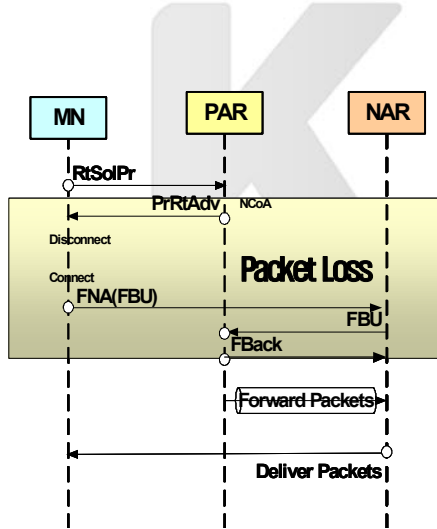 MN
PAR
NAR
RtSolPr
PrRtAdv
NCoA
Disconnect
Packet Loss
Connect
FNA(FBU)
FBU
FBack
Forward Packets
Deliver Packets